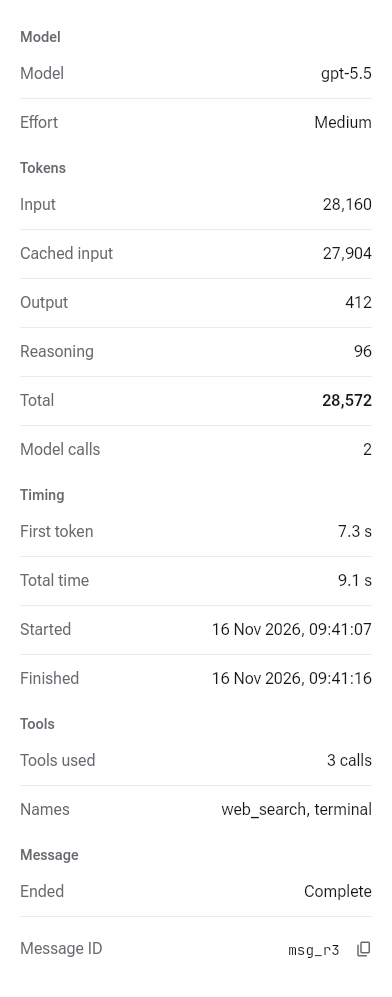 Model
Model gpt-5.5
Effort Medium
Tokens
Input 28,160
Cached input 27,904
Output 412
Reasoning 96
Total 28,572
Model calls 2
Timing
First token 7.3 s
Total time 9.1 s
Started 16 Nov 2026, 09:41:07
Finished 16 Nov 2026, 09:41:16
Tools
Tools used 3 calls
Names web_search, terminal
Message
Ended Complete
Message ID msg_r3